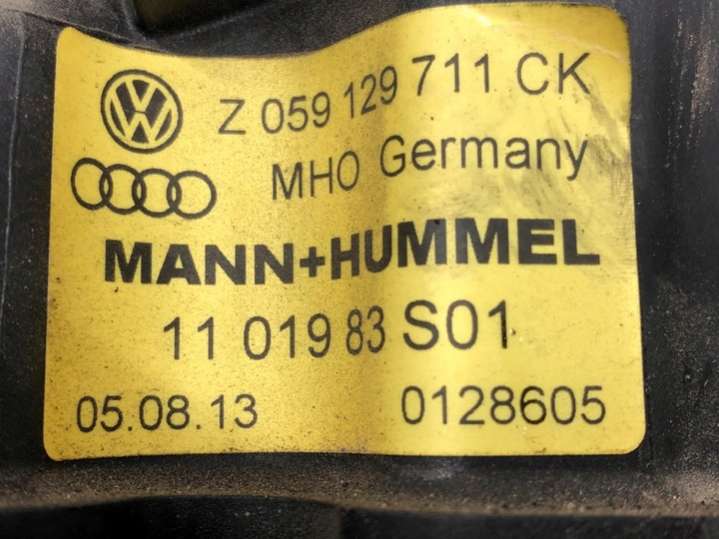 Z 059 129 711 CK
MHO Germany
MANN+HUMMEL
11 019 83 S01
05.08.13 0128605